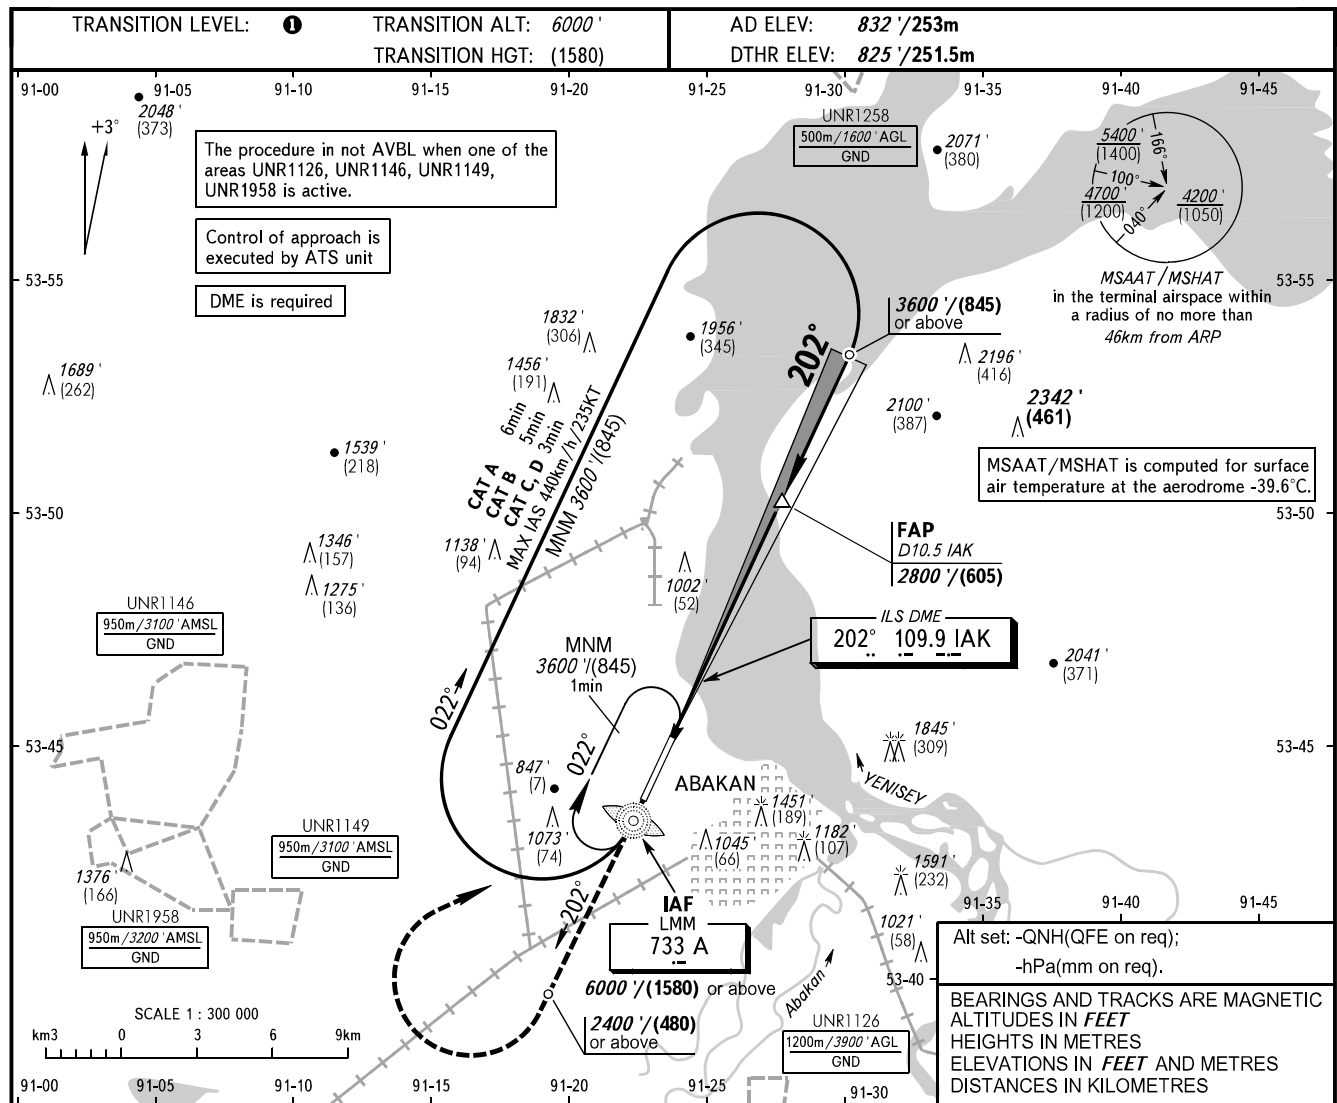 TRANSITION LEVEL: ❶
TRANSITION ALT: 6000 '
TRANSITION HGT: (1580)
AD ELEV: 832 '/253m
DTHR ELEV: 825 '/251.5m
91-00 91-05 91-10 91-15 91-20 91-25 91-30 91-35 91-40 91-45
2048 '
(373)
+3°
The procedure in not AVBL when one of the
areas UNR1126, UNR1146, UNR1149,
UNR1958 is active.
Control of approach is
executed by ATS unit
DME is required
UNR1258
500m/1600 ' AGL
GND
2071 '
(380)
5400 '
(1400)
166°
100°
4700 '
(1200)
040°
4200 '
(1050)
MSAAT / MSHAT
in the terminal airspace within
a radius of no more than
46km from ARP
53-55
53-55
3600 '/(845)
or above
202°
1832 '
(306)
1956 '
(345)
1456 '
(191)
1689 '
(262)
2196 '
(416)
2100 '
(387)
2342 '
(461)
1539 '
(218)
CAT A 6min
CAT B 5min
CAT C, D 3min
MAX IAS 440km/h/235KT
MNM 3600 '/(845)
MSAAT/MSHAT is computed for surface
air temperature at the aerodrome -39.6°C.
53-50
53-50
FAP
D10.5 IAK
2800 '/(605)
1346 '
(157)
1275 '
(136)
1138 '
(94)
1002 '
(52)
UNR1146
950m/3100 ' AMSL
GND
ILS DME
202° 109.9 IAK
MNM
3600 '/(845)
1min
2041 '
(371)
022°
022°
53-45
53-45
1845 '
(309)
YENISEY
847 '
(7)
ABAKAN
1451 '
(189)
1073 '
(74)
1045 '
(66)
1182 '
(107)
UNR1149
950m/3100 ' AMSL
GND
1591 '
(232)
1376 '
(166)
UNR1958
950m/3200 ' AMSL
GND
202°
IAF
LMM
733 A
6000 '/(1580) or above
2400 '/(480)
or above
91-35 91-40 91-45
1021 '
(58)
53-40
Abakan
UNR1126
1200m/3900 ' AGL
GND
Alt set: -QNH(QFE on req);
-hPa(mm on req).
BEARINGS AND TRACKS ARE MAGNETIC
ALTITUDES IN FEET
HEIGHTS IN METRES
ELEVATIONS IN FEET AND METRES
DISTANCES IN KILOMETRES
SCALE 1 : 300 000
km3 0 3 6 9km
91-00 91-05 91-10 91-15 91-20 91-25 91-30